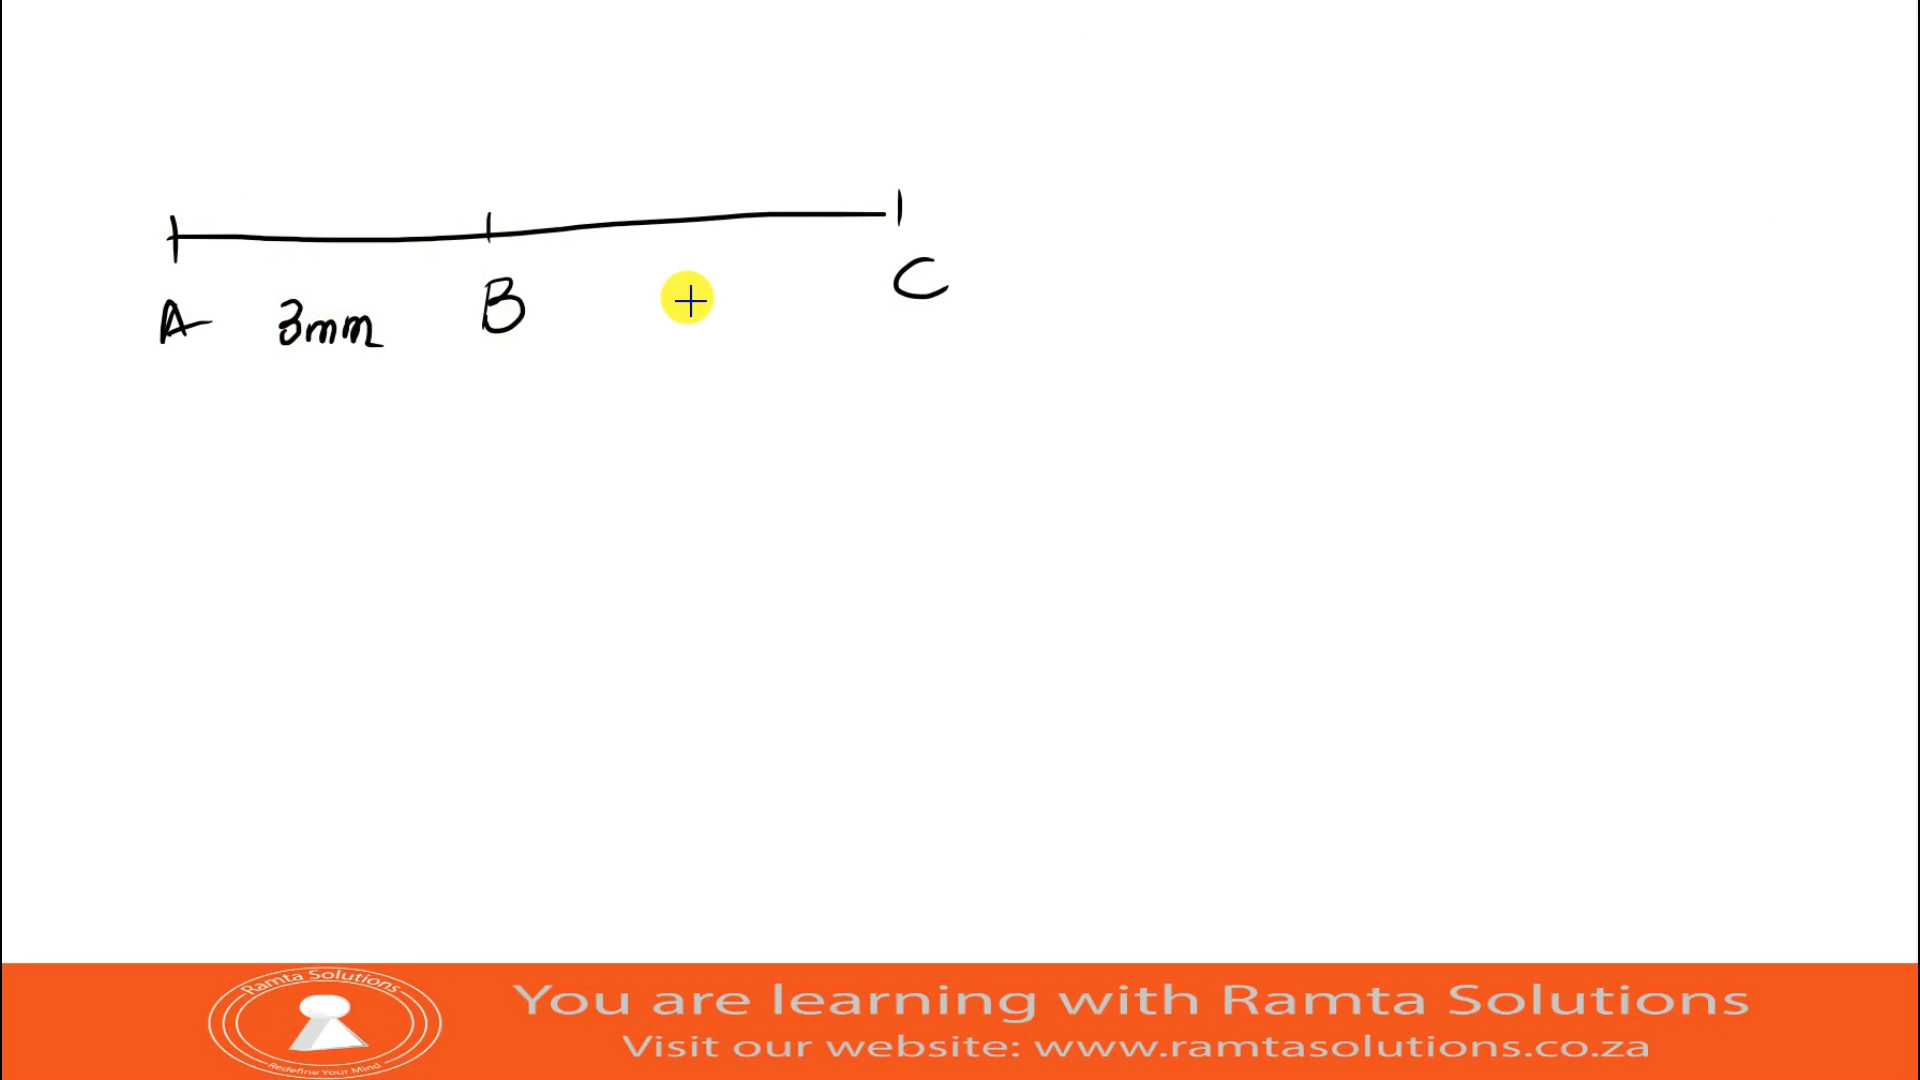 A 3mm B C
Ramta Solutions
Redefine Your Mind
You are learning with Ramta Solutions
Visit our website: www.ramtasolutions.co.za